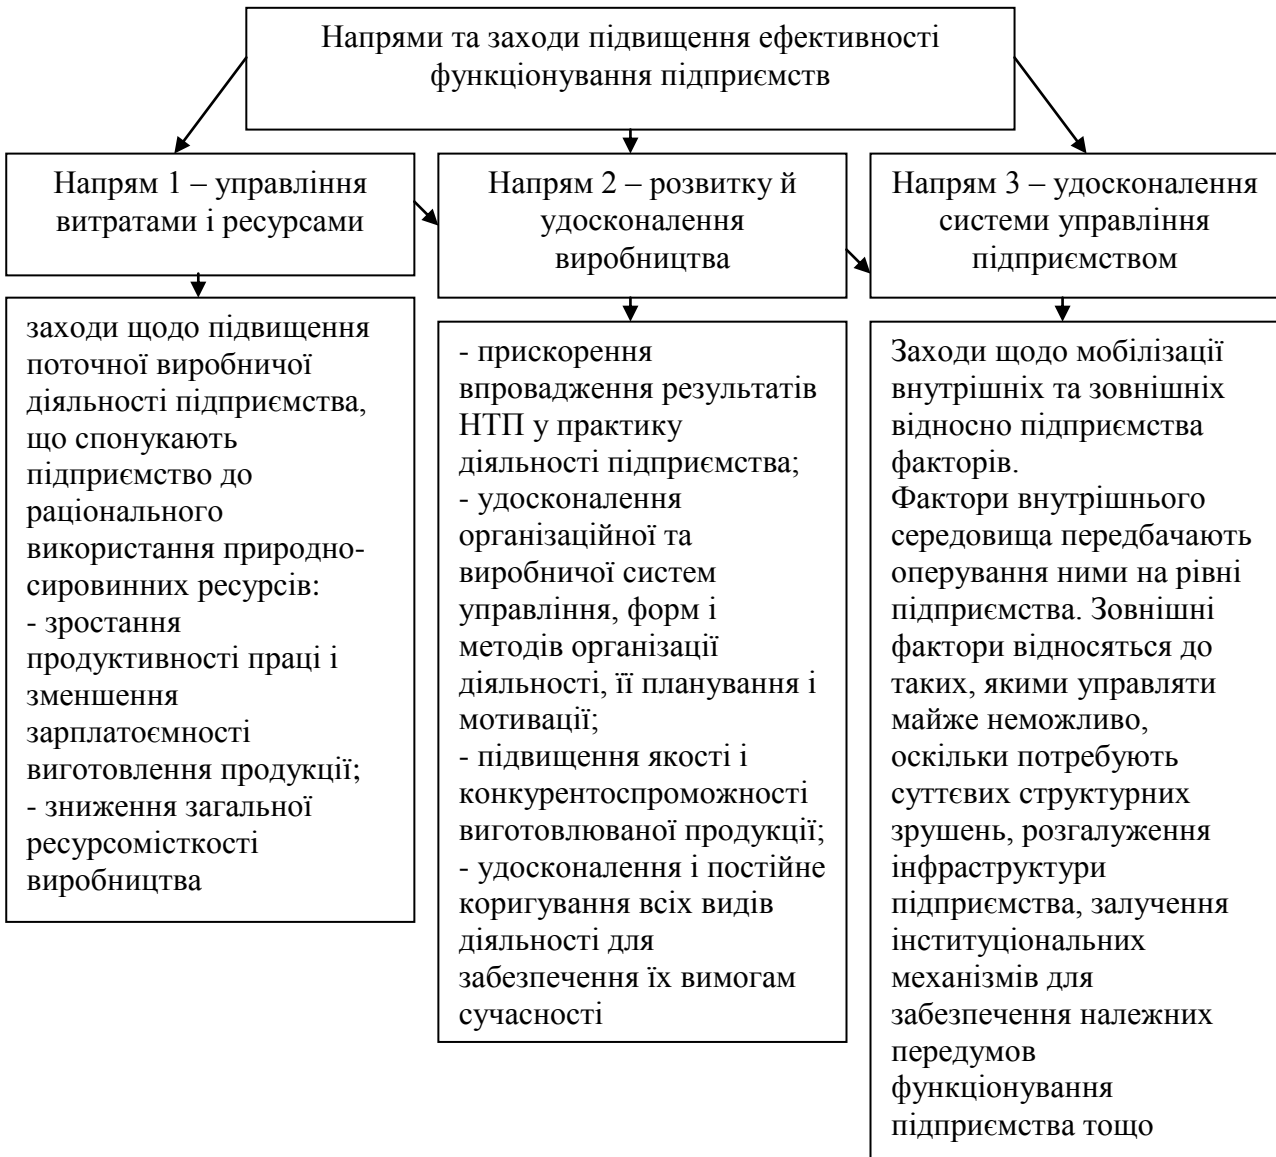 Напрями та заходи підвищення ефективності
функціонування підприємств
Напрям 1 – управління
витратами і ресурсами
Напрям 2 – розвитку й
удосконалення
виробництва
Напрям 3 – удосконалення
системи управління
підприємством
заходи щодо підвищення
поточної виробничої
діяльності підприємства,
що спонукають
підприємство до
раціонального
використання природно-
сировинних ресурсів:
- зростання
продуктивності праці і
зменшення
зарплатоємності
виготовлення продукції;
- зниження загальної
ресурсомісткості
виробництва
- прискорення
впровадження результатів
НТП у практику
діяльності підприємства;
- удосконалення
організаційної та
виробничої систем
управління, форм і
методів організації
діяльності, її планування і
мотивації;
- підвищення якості і
конкурентоспроможності
виготовлюваної продукції;
- удосконалення і постійне
коригування всіх видів
діяльності для
забезпечення їх вимогам
сучасності
Заходи щодо мобілізації
внутрішніх та зовнішніх
відносно підприємства
факторів.
Фактори внутрішнього
середовища передбачають
оперування ними на рівні
підприємства. Зовнішні
фактори відносяться до
таких, якими управляти
майже неможливо,
оскільки потребують
суттєвих структурних
зрушень, розгалуження
інфраструктури
підприємства, залучення
інституціональних
механізмів для
забезпечення належних
передумов
функціонування
підприємства тощо